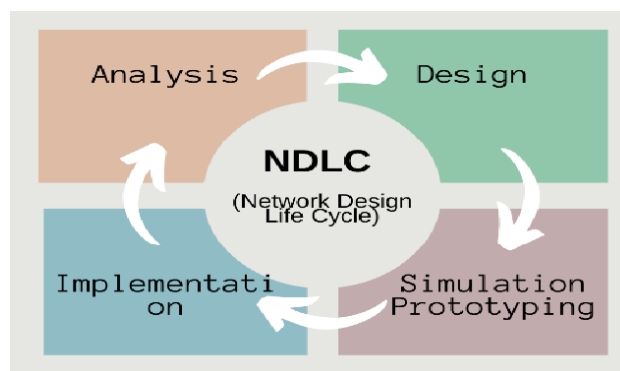 Analysis
Design
NDLC
(Network Design
Life Cycle)
Implementati
on
Simulation
Prototyping